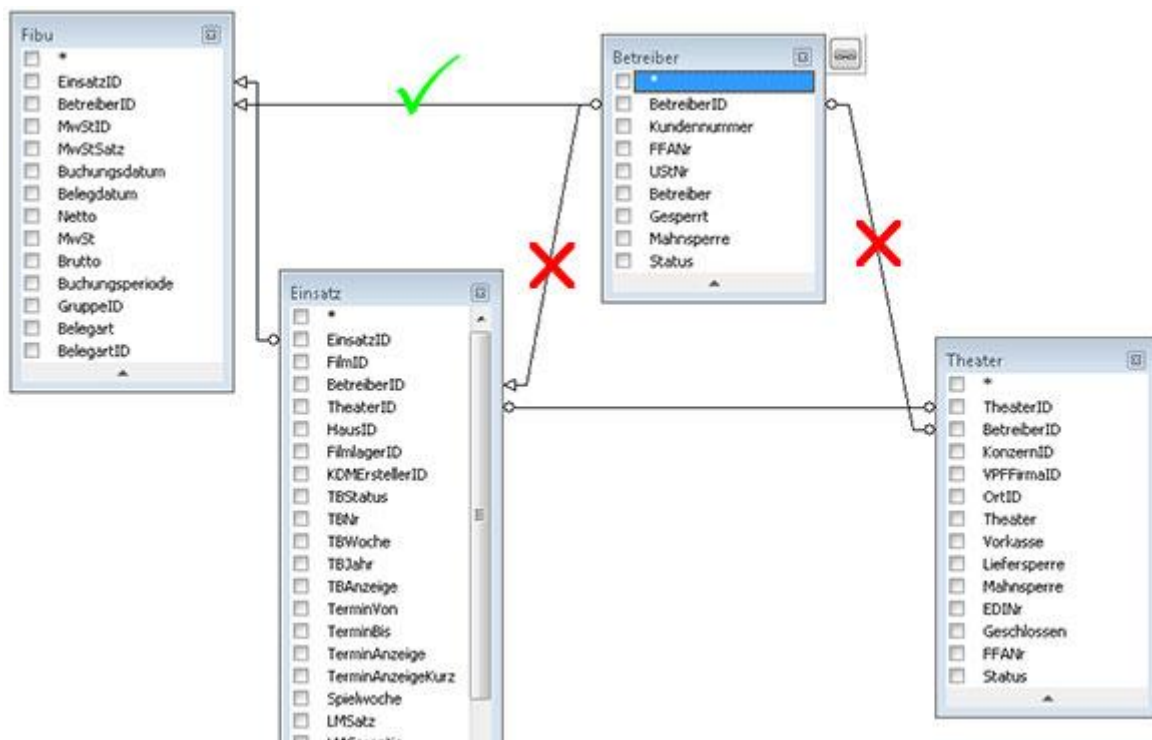 Fibu
*
EinsatzID
BetreiberID
MwStID
MwStSatz
Buchungsdatum
Belegdatum
Netto
MwSt
Brutto
Buchungsperiode
GruppeID
Belegart
BelegartID
Betreiber
*
BetreiberID
Kundennummer
FFANr
UStNr
Betreiber
Gesperrt
Mahnsperre
Status
Einsatz
*
EinsatzID
FilmID
BetreiberID
TheaterID
HausID
FilmlagerID
KDMErstellerID
TBStatus
TBNr
TBWoche
TBJahr
TBAnzeige
TerminVon
TerminBis
TerminAnzeige
TerminAnzeigeKurz
Spielwoche
LMSatz
Theater
*
TheaterID
BetreiberID
KonzernID
VPFFirmaID
OrtID
Theater
Vorkasse
Liefersperre
Mahnsperre
EDINr
Geschlossen
FFANr
Status